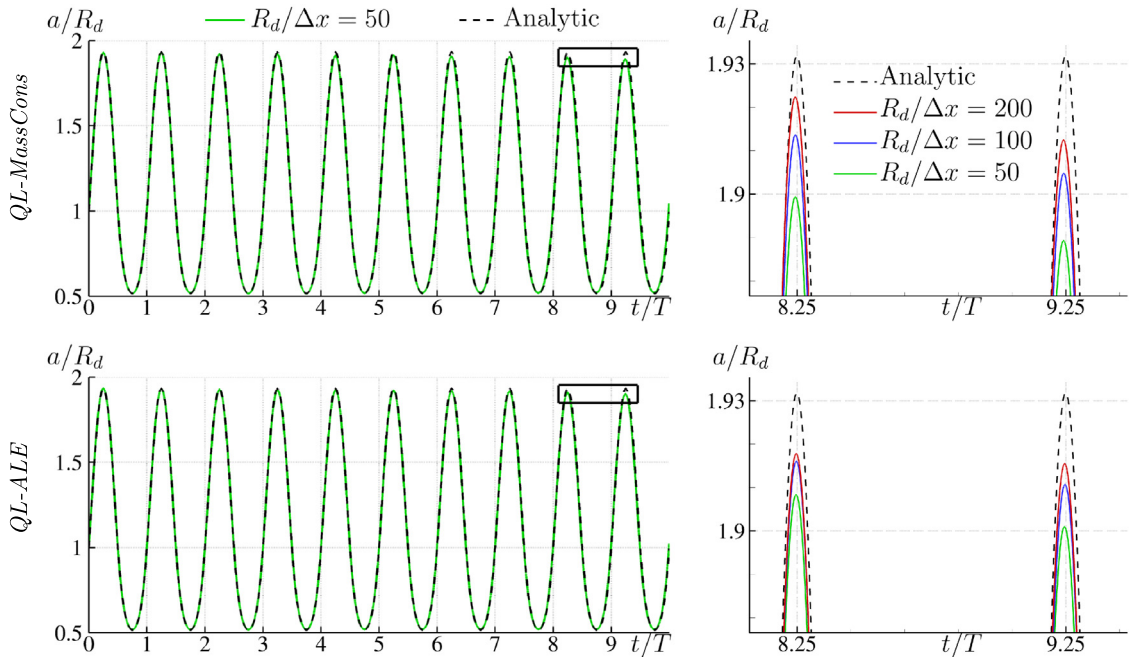 a/R_d R_d/Δx = 50 Analytic
QL-MassCons
2
1.5
1
0.5
0 1 2 3 4 5 6 7 8 9 t/T
a/R_d
1.93
1.9
Analytic
R_d/Δx = 200
R_d/Δx = 100
R_d/Δx = 50
8.25 t/T 9.25
a/R_d
QL-ALE
2
1.5
1
0.5
0 1 2 3 4 5 6 7 8 9 t/T
a/R_d
1.93
1.9
8.25 t/T 9.25